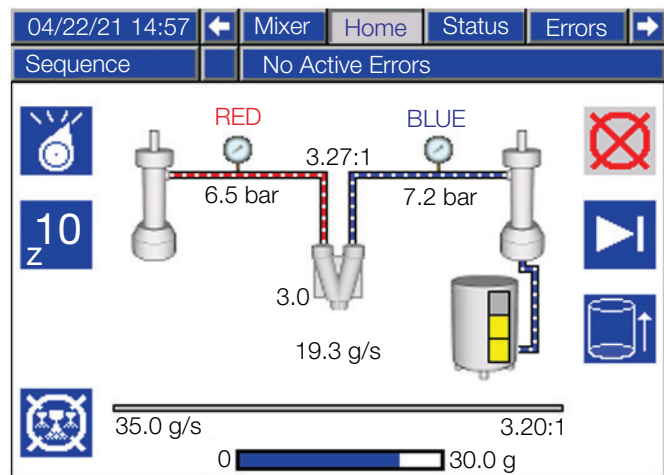 04/22/21 14:57 Mixer Home Status Errors
Sequence No Active Errors
RED BLUE
3.27:1
6.5 bar 7.2 bar
z10
3.0
19.3 g/s
35.0 g/s 3.20:1
0 30.0 g